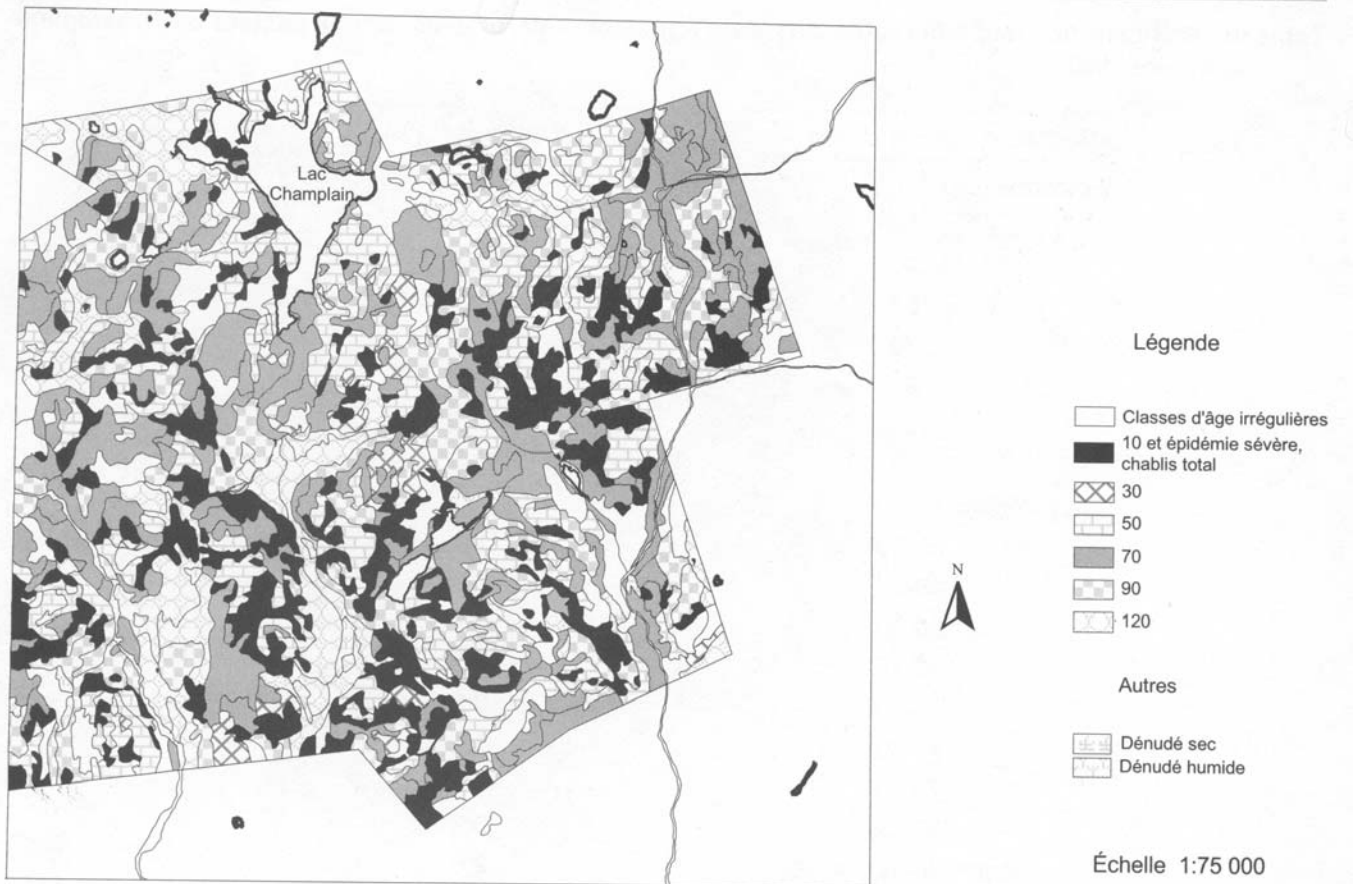 Lac
Champlain
Légende
Classes d'âge irrégulières
10 et épidémie sévère,
chablis total
30
50
70
90
120
N
Autres
Dénudé sec
Dénudé humide
Échelle 1:75 000